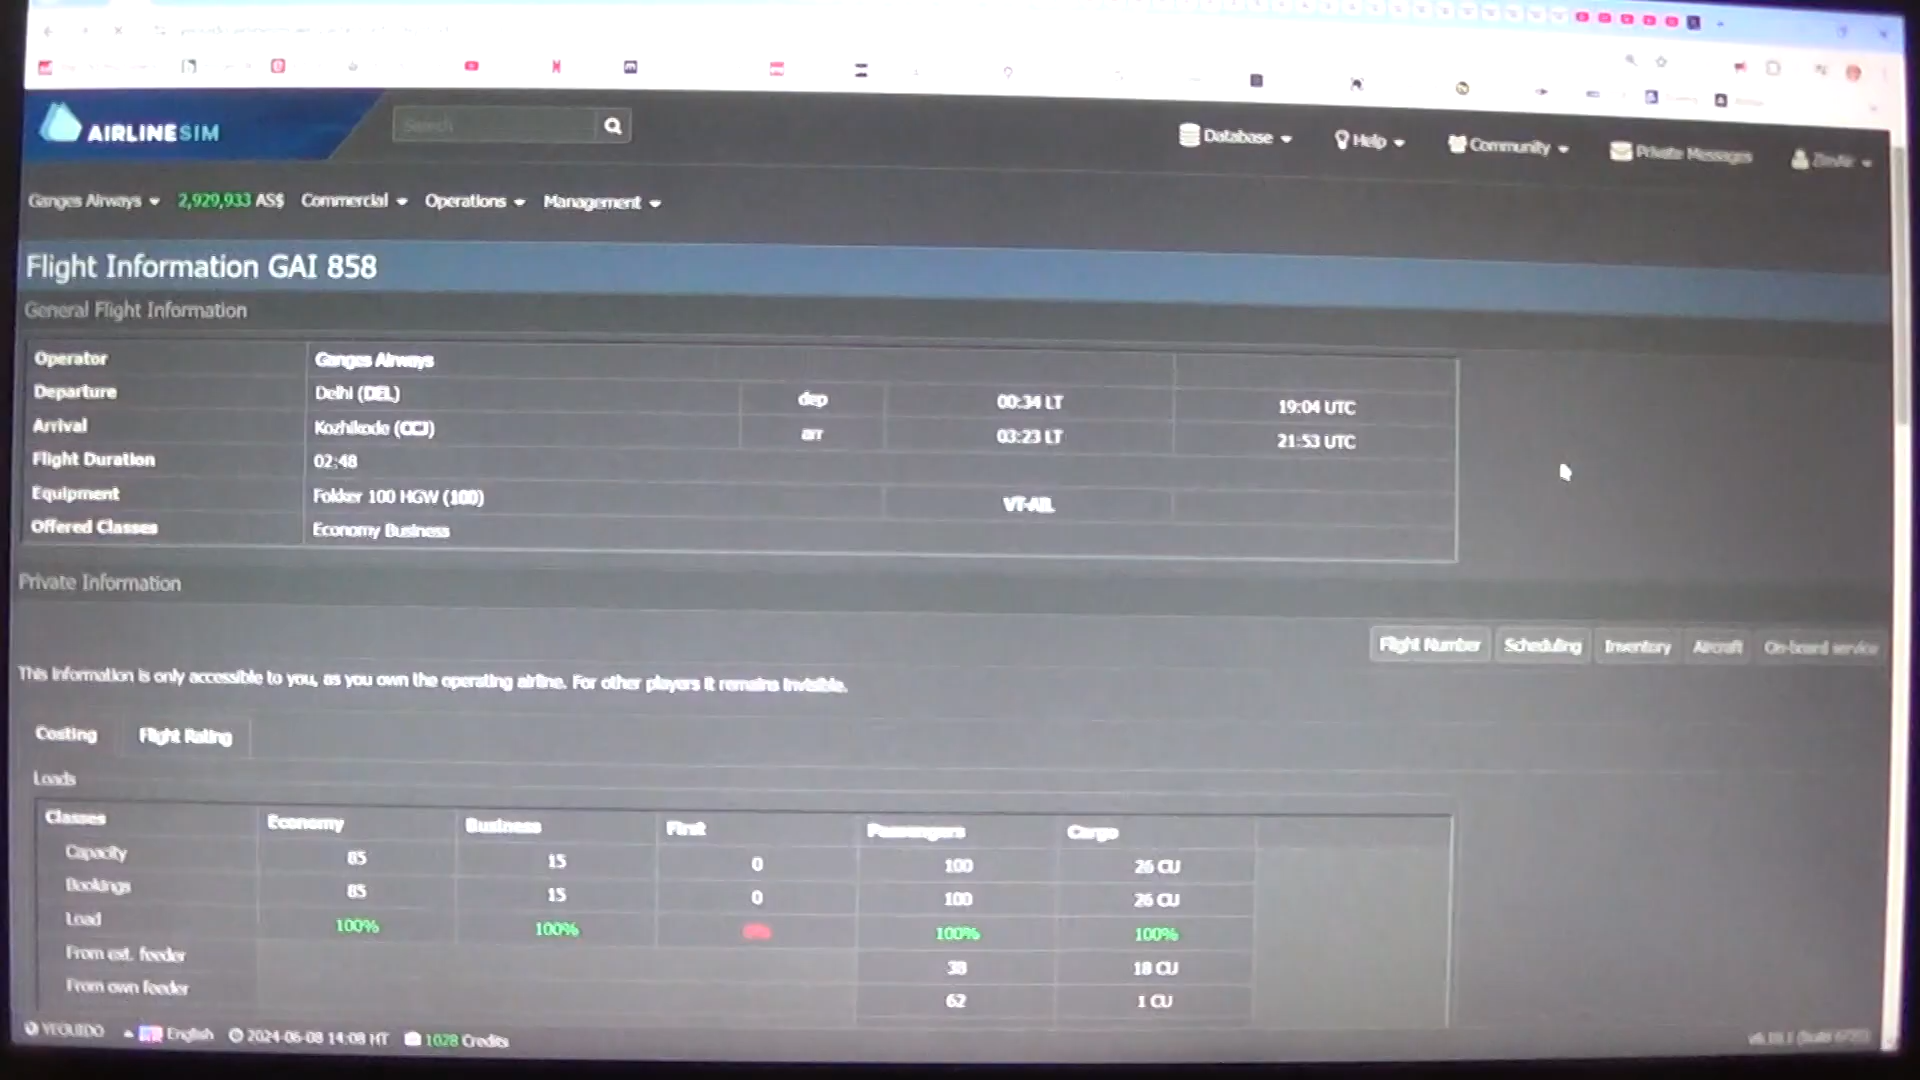 AIRLINESIM
Search
Database
Help
Community
Private Messages
Ganges Airways
2,929,933 AS$
Commercial
Operations
Management
Flight Information GAI 858
General Flight Information
Operator Ganges Airways
Departure Delhi (DEL) dep 00:34 LT 19:04 UTC
Arrival Kozhikode (CCJ) arr 03:23 LT 21:53 UTC
Flight Duration 02:48
Equipment Fokker 100 HGW (100)
Offered Classes Economy Business
Private Information
Flight Number Scheduling Inventory Aircraft On-board service
This information is only accessible to you, as you own the operating airline. For other players it remains invisible.
Costing Flight Rating
Loads
Classes Economy Business First Passengers Cargo
Capacity 85 15 0 100 26 CU
Bookings 85 15 0 100 26 CU
Load 100% 100% 100% 100%
From ext. feeder 38 18 CU
From own feeder 62 1 CU
English 2024-06-08 14:08 HT 1028 Credits